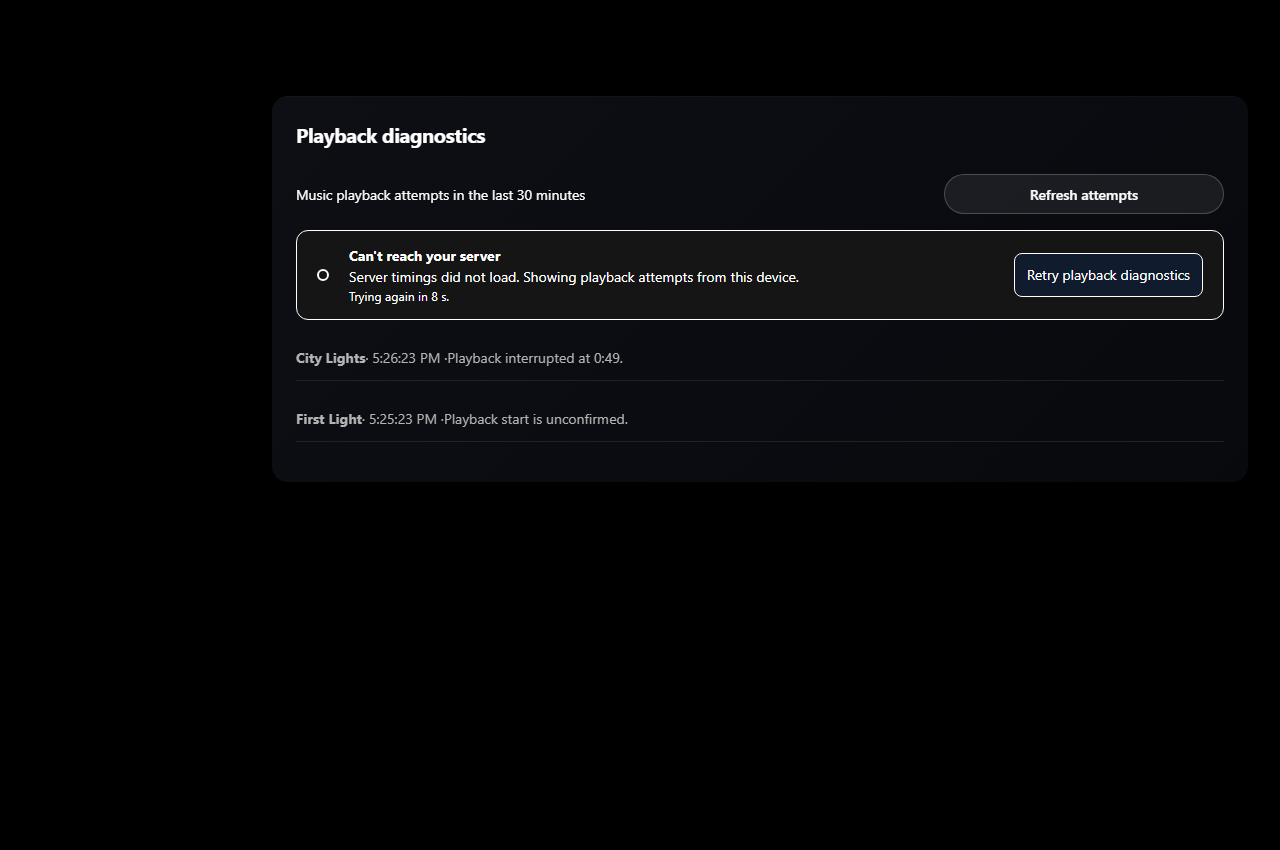 Playback diagnostics
Music playback attempts in the last 30 minutes
Refresh attempts
Can't reach your server
Server timings did not load. Showing playback attempts from this device.
Trying again in 8 s.
Retry playback diagnostics
City Lights· 5:26:23 PM ·Playback interrupted at 0:49.
First Light· 5:25:23 PM ·Playback start is unconfirmed.